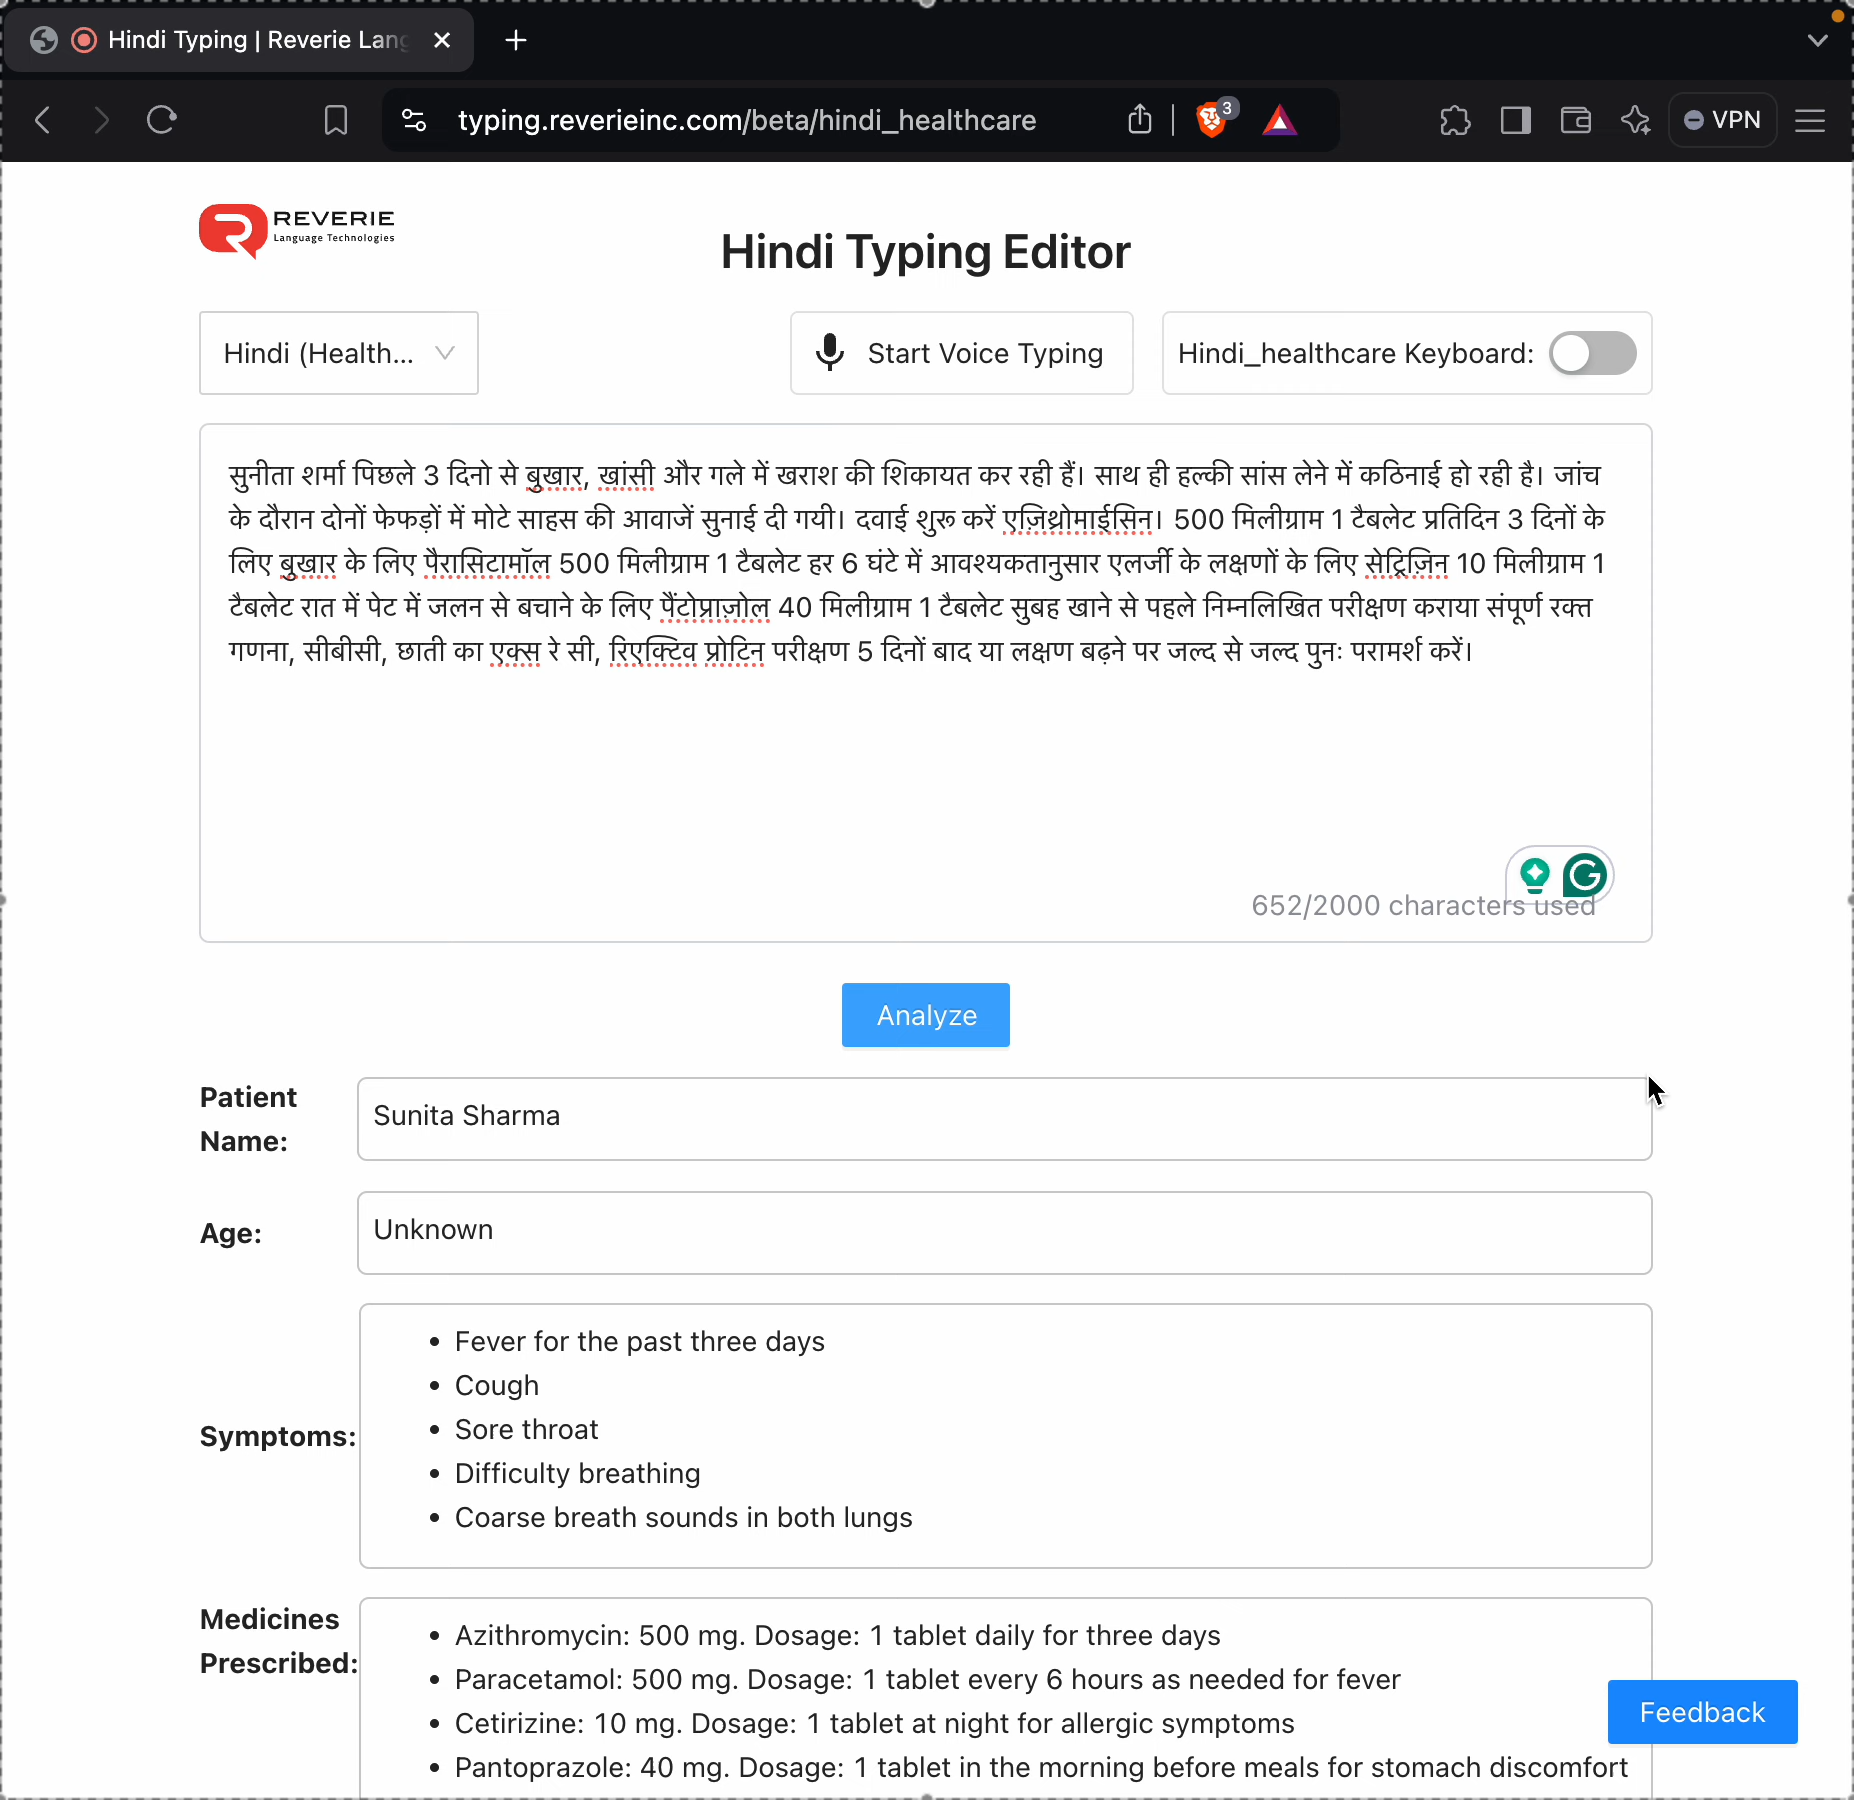 Hindi Typing | Reverie Lang
typing.reverieinc.com/beta/hindi_healthcare
3
VPN
REVERIE
Language Technologies
Hindi Typing Editor
Hindi (Health...
Start Voice Typing
Hindi_healthcare Keyboard:
सुनीता शर्मा पिछले 3 दिनो से बुखार, खांसी और गले में खराश की शिकायत कर रही हैं। साथ ही हल्की सांस लेने में कठिनाई हो रही है। जांच
के दौरान दोनों फेफड़ों में मोटे साहस की आवाजें सुनाई दी गयी। दवाई शुरू करें एज़िथ्रोमाईसिन। 500 मिलीग्राम 1 टैबलेट प्रतिदिन 3 दिनों के
लिए बुखार के लिए पैरासिटामॉल 500 मिलीग्राम 1 टैबलेट हर 6 घंटे में आवश्यकतानुसार एलर्जी के लक्षणों के लिए सेट्रिज़िन 10 मिलीग्राम 1
टैबलेट रात में पेट में जलन से बचाने के लिए पैंटोप्राज़ोल 40 मिलीग्राम 1 टैबलेट सुबह खाने से पहले निम्नलिखित परीक्षण कराया संपूर्ण रक्त
गणना, सीबीसी, छाती का एक्स रे सी, रिएक्टिव प्रोटिन परीक्षण 5 दिनों बाद या लक्षण बढ़ने पर जल्द से जल्द पुनः परामर्श करें।
652/2000 characters used
Analyze
Patient
Name:
Sunita Sharma
Age:
Unknown
Symptoms:
• Fever for the past three days
• Cough
• Sore throat
• Difficulty breathing
• Coarse breath sounds in both lungs
Medicines
Prescribed:
• Azithromycin: 500 mg. Dosage: 1 tablet daily for three days
• Paracetamol: 500 mg. Dosage: 1 tablet every 6 hours as needed for fever
• Cetirizine: 10 mg. Dosage: 1 tablet at night for allergic symptoms
• Pantoprazole: 40 mg. Dosage: 1 tablet in the morning before meals for stomach discomfort
Feedback